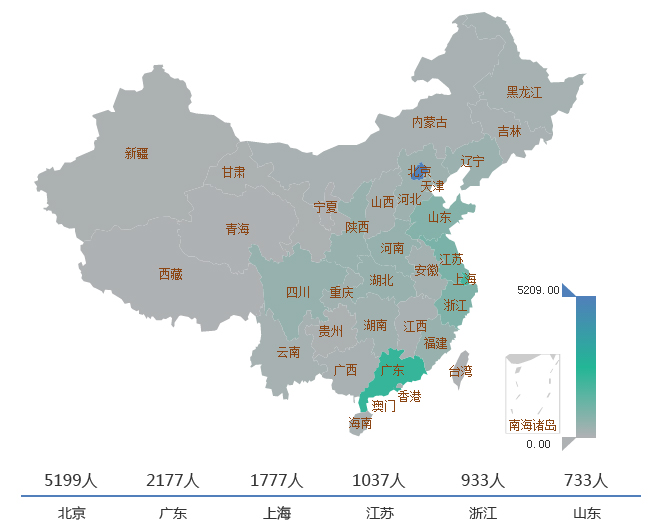 黑龙江
内蒙古
吉林
新疆
辽宁
甘肃
北京
天津
宁夏
山西
河北
山东
青海
陕西
河南
江苏
安徽
西藏
湖北
上海
四川
重庆
5209.00
浙江
贵州
湖南
江西
福建
云南
广西
广东
台湾
香港
澳门
海南
南海诸岛
0.00
5199人 2177人 1777人 1037人 933人 733人
北京 广东 上海 江苏 浙江 山东